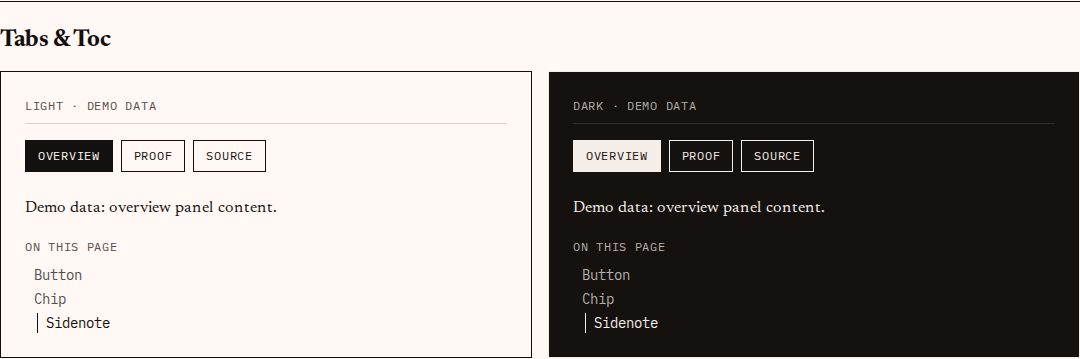 Tabs & Toc
LIGHT · DEMO DATA
OVERVIEW PROOF SOURCE
Demo data: overview panel content.
ON THIS PAGE
Button
Chip
Sidenote
DARK · DEMO DATA
OVERVIEW PROOF SOURCE
Demo data: overview panel content.
ON THIS PAGE
Button
Chip
Sidenote